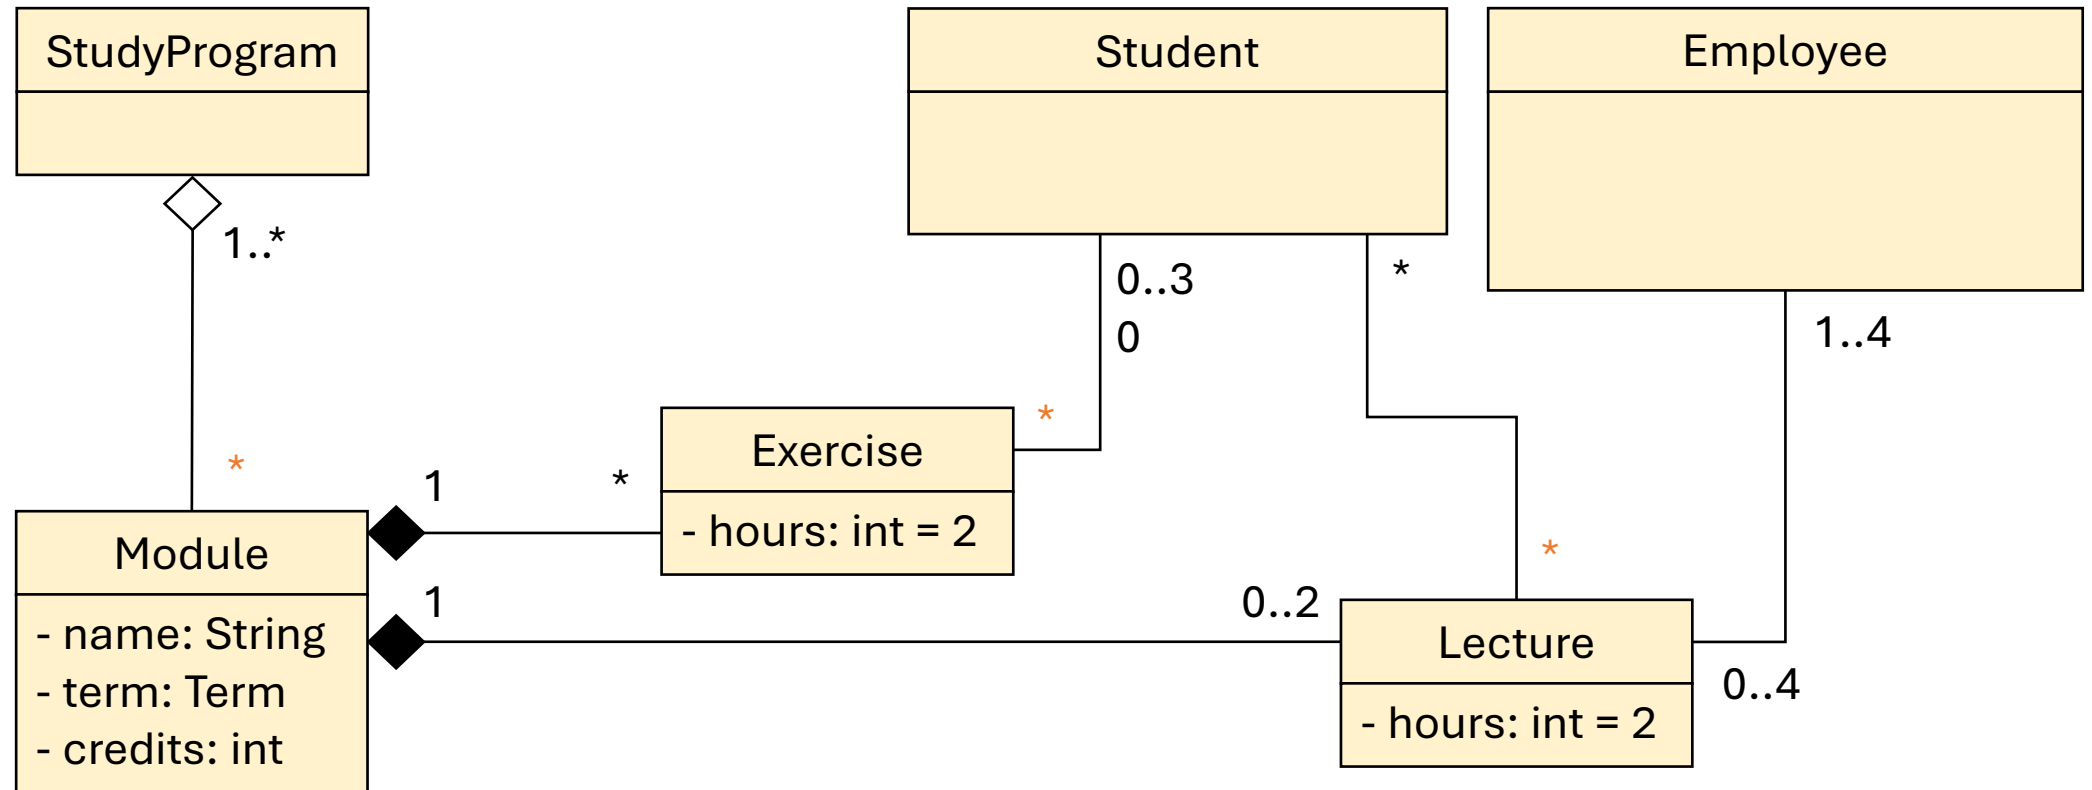 StudyProgram
1..*
*
Student
0..3
0
*
Employee
1..4
*
Exercise
- hours: int = 2
1
*
Module
- name: String
- term: Term
- credits: int
1
0..2
*
Lecture
- hours: int = 2
0..4